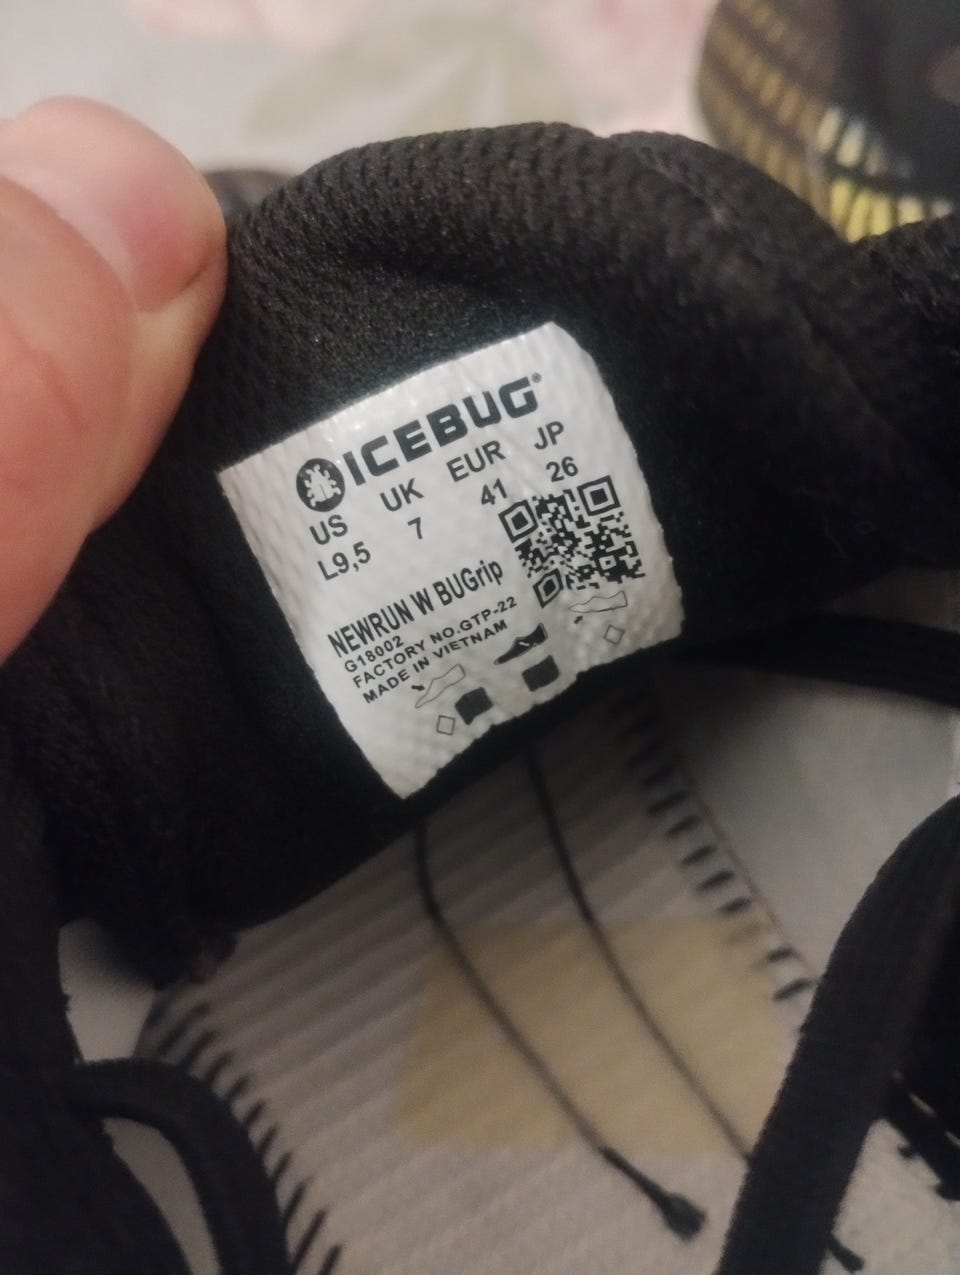 ICEBUG®
US UK EUR JP
L9,5 7 41 26
NEWRUN W BUGrip
G18002
FACTORY NO.GTP-22
MADE IN VIETNAM